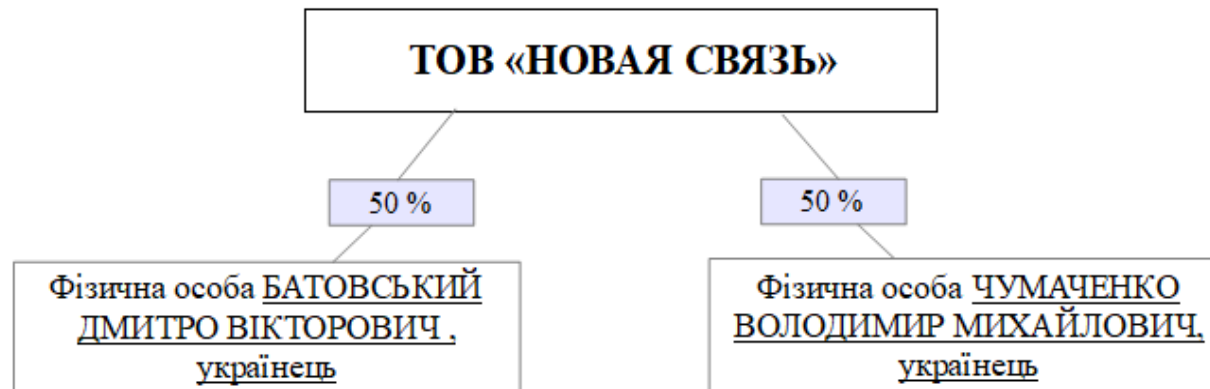 ТОВ «НОВАЯ СВЯЗЬ»
50 %
50 %
Фізична особа БАТОВСЬКИЙ
ДМИТРО ВІКТОРОВИЧ ,
українець
Фізична особа ЧУМАЧЕНКО
ВОЛОДИМИР МИХАЙЛОВИЧ,
українець